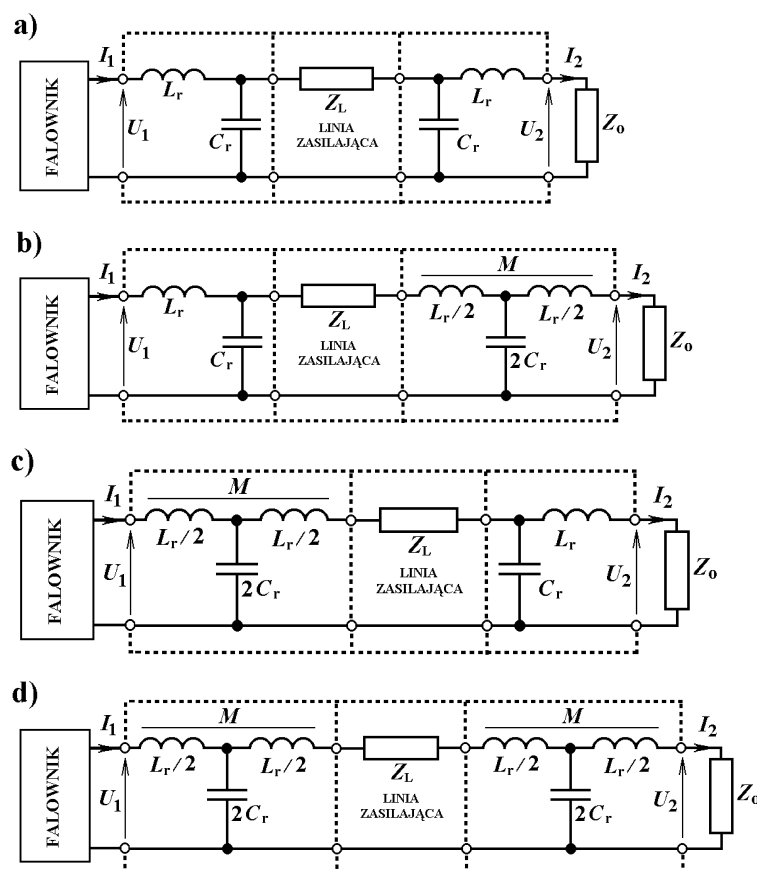 a)
FALOWNIK
I1
Lr
U1
Cr
ZL
LINIA
ZASILAJĄCA
Cr
Lr
U2
I2
Zo
b)
FALOWNIK
I1
Lr
U1
Cr
ZL
LINIA
ZASILAJĄCA
M
Lr/2
Lr/2
2Cr
U2
I2
Zo
c)
FALOWNIK
I1
M
Lr/2
Lr/2
U1
2Cr
ZL
LINIA
ZASILAJĄCA
Cr
Lr
U2
I2
Zo
d)
FALOWNIK
I1
M
Lr/2
Lr/2
U1
2Cr
ZL
LINIA
ZASILAJĄCA
M
Lr/2
Lr/2
2Cr
U2
I2
Zo